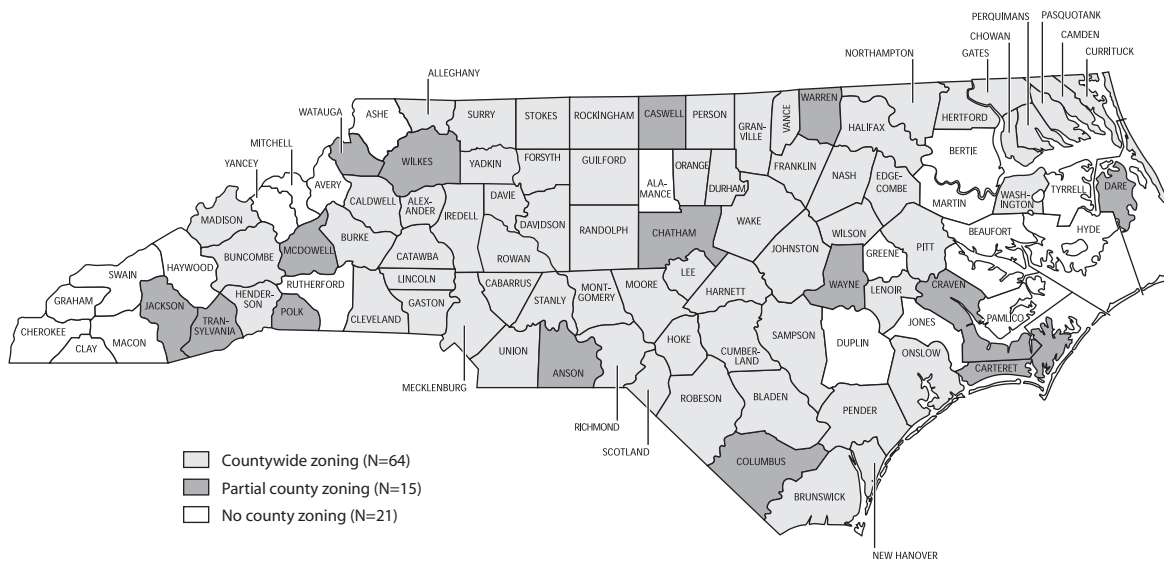 PERQUIMANS
PASQUOTANK
CHOWAN
CAMDEN
NORTHAMPTON
GATES
CURRITUCK
ALLEGHANY
WATAUGA
ASHE
SURRY
STOKES
ROCKINGHAM
CASWELL
PERSON
GRAN-
VILLE
VANCE
WARREN
HALIFAX
HERTFORD
MITCHELL
WILKES
YADKIN
FORSYTH
GUILFORD
ALA-
MANCE
ORANGE
DURHAM
FRANKLIN
NASH
EDGE-
COMBE
BERTJE
YANCEY
AVERY
CALDWELL
ALEX-
ANDER
IREDELL
DAVIE
DAVIDSON
RANDOLPH
CHATHAM
WAKE
MARTIN
WASH-
INGTON
TYRRELL
DARE
MADISON
BUNCOMBE
MCDOWELL
BURKE
CATAWBA
ROWAN
JOHNSTON
WILSON
GREENE
PITT
BEAUFORT
HYDE
SWAIN
HAYWOOD
RUTHERFORD
LINCOLN
CABARRUS
STANLY
MONT-
GOMERY
MOORE
LEE
HARNETT
WAYNE
LENOIR
CRAVEN
GRAHAM
JACKSON
TRAN-
SYLVANIA
HENDER-
SON
POLK
CLEVELAND
GASTON
PAMLICO
CHEROKEE
CLAY
MACON
UNION
ANSON
HOKE
CUMBER-
LAND
SAMPSON
DUPLIN
JONES
ONSLOW
CARTERET
MECKLENBURG
RICHMOND
SCOTLAND
ROBESON
BLADEN
PENDER
COLUMBUS
BRUNSWICK
NEW HANOVER
Countywide zoning (N=64)
Partial county zoning (N=15)
No county zoning (N=21)